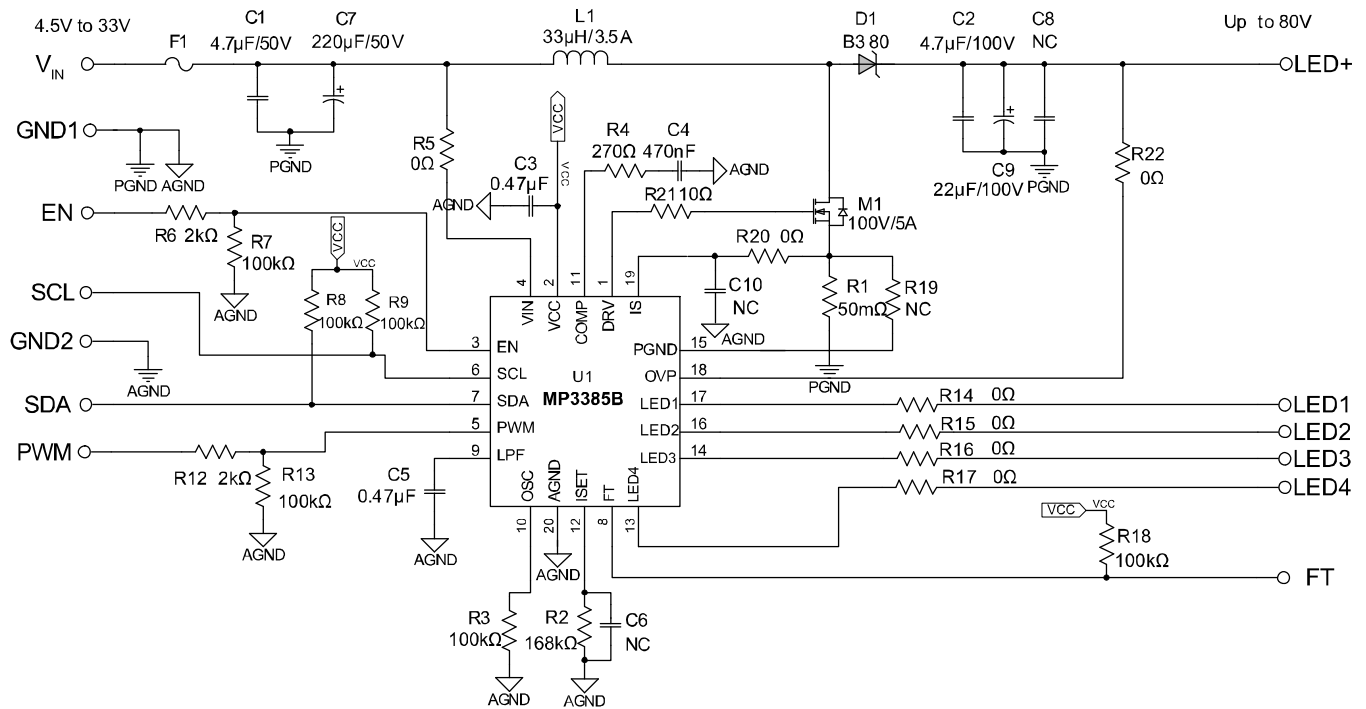 4.5V to 33V
C1
4.7µF/50V
C7
220µF/50V
L1
33µH/3.5A
D1
B380
C2
4.7µF/100V
C8
NC
Up to 80V
F1
VIN
LED+
GND1
PGND
AGND
PGND
R5
0Ω
VCC
VCC
C3
0.47µF
AGND
R4
270Ω
C4
470nF
AGND
R21 10Ω
C9
22µF/100V
PGND
R22
0Ω
EN
R6 2kΩ
R7
100kΩ
AGND
VCC
VCC
M1
100V/5A
R20 0Ω
C10
NC
AGND
R1
50mΩ
R19
NC
PGND
SCL
R8
100kΩ
R9
100kΩ
GND2
AGND
SDA
PWM
R12 2kΩ
R13
100kΩ
AGND
C5
0.47µF
AGND
4
2
11
1
19
VIN
VCC
COMP
DRV
IS
3
EN
6
SCL
7
SDA
5
PWM
9
LPF
U1
MP3385B
PGND
15
OVP
18
LED1
17
LED2
16
LED3
14
OSC
AGND
ISET
FT
LED4
10
20
12
8
13
AGND
R14 0Ω
LED1
R15 0Ω
LED2
R16 0Ω
LED3
R17 0Ω
LED4
VCC
VCC
R18
100kΩ
FT
R3
100kΩ
AGND
R2
168kΩ
C6
NC
AGND